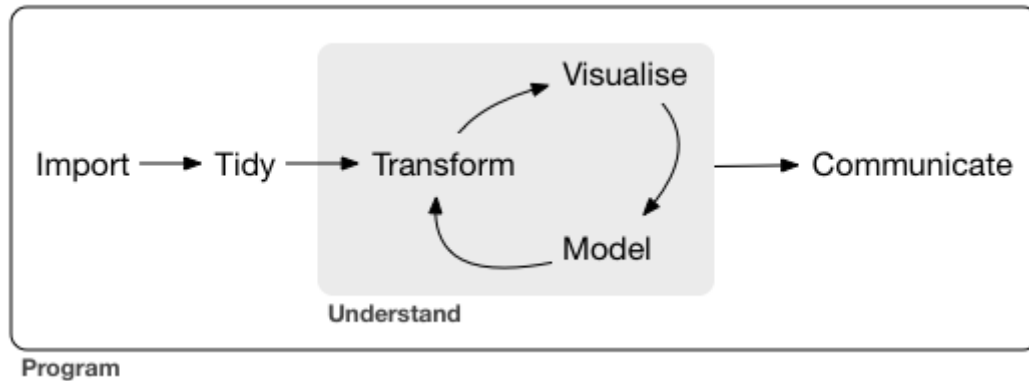 Visualise
Import
Tidy
Transform
Communicate
Model
Understand
Program